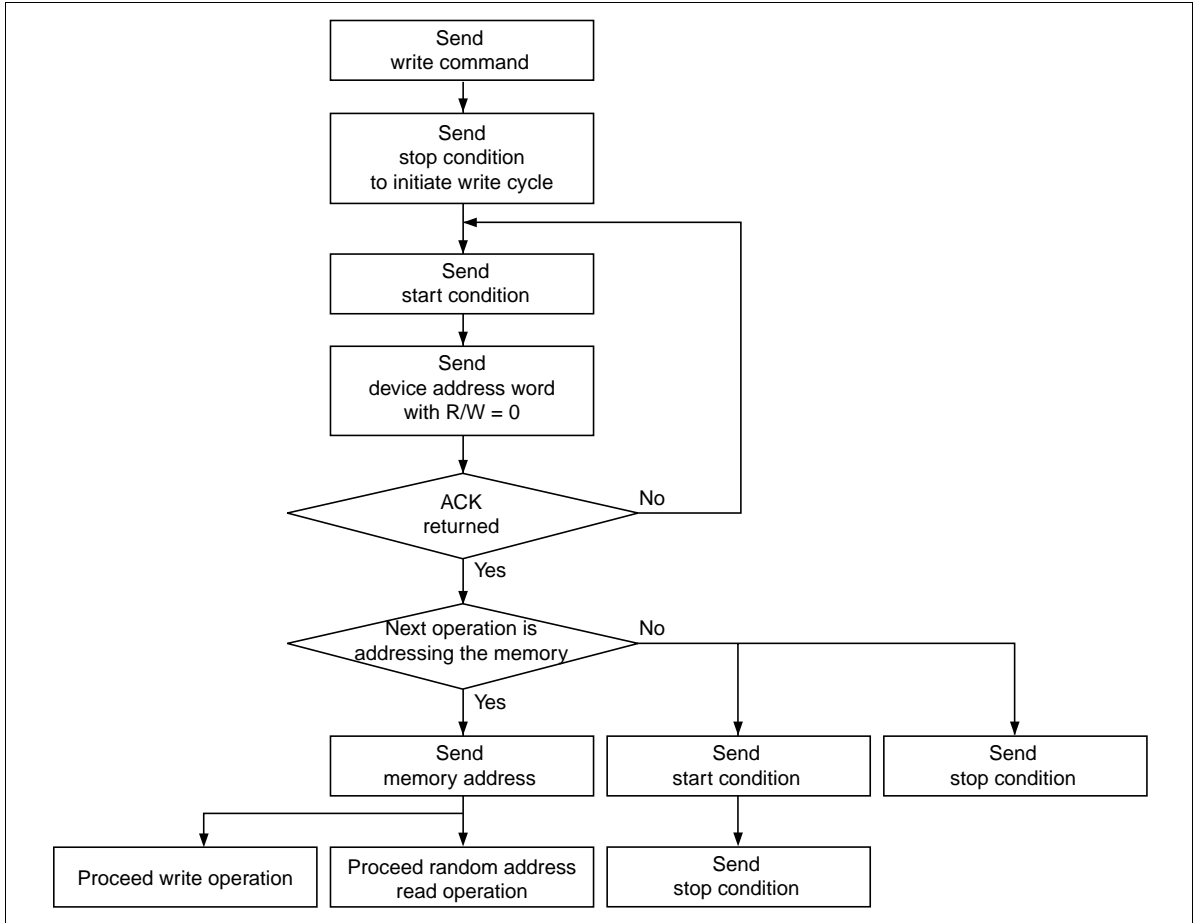 Send
write command
Send
stop condition
to initiate write cycle
Send
start condition
Send
device address word
with R/W = 0
ACK
returned
No
Yes
Next operation is
addressing the memory
No
Yes
Send
memory address
Send
start condition
Send
stop condition
Proceed write operation
Proceed random address
read operation
Send
stop condition